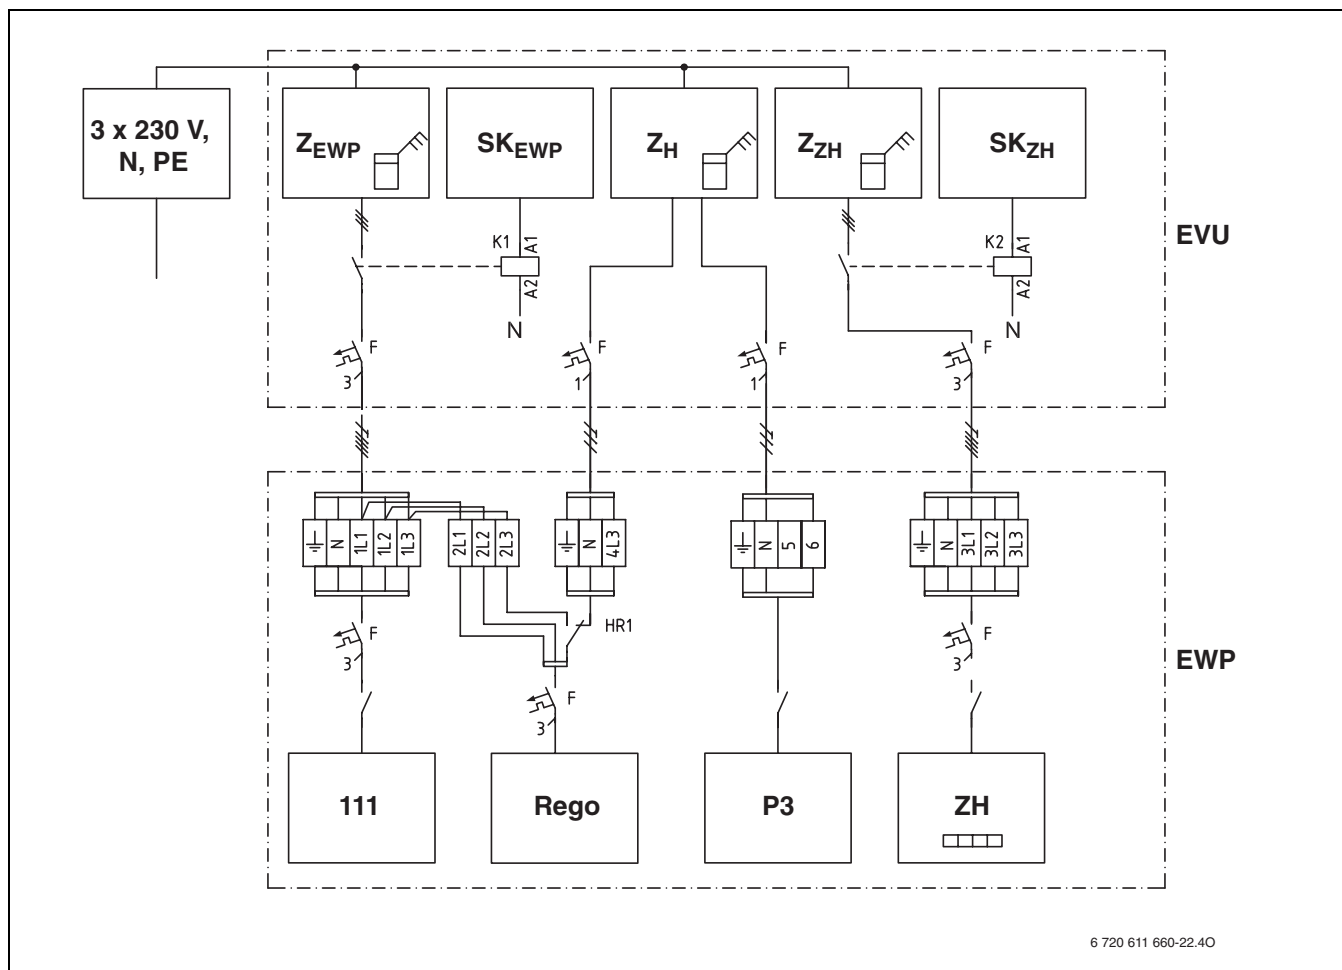 3 x 230 V,
N, PE
ZEWP
SKEWP
ZH
ZZH
SKZH
EVU
K1
A1
A2
N
K2
A1
A2
N
F
3
F
1
F
1
F
3
N
1L1
1L2
1L3
2L1
2L2
2L3
N
4L3
N
5
6
N
3L1
3L2
3L3
HR1
F
3
F
3
F
3
EWP
111
Rego
P3
ZH
6 720 611 660-22.4O